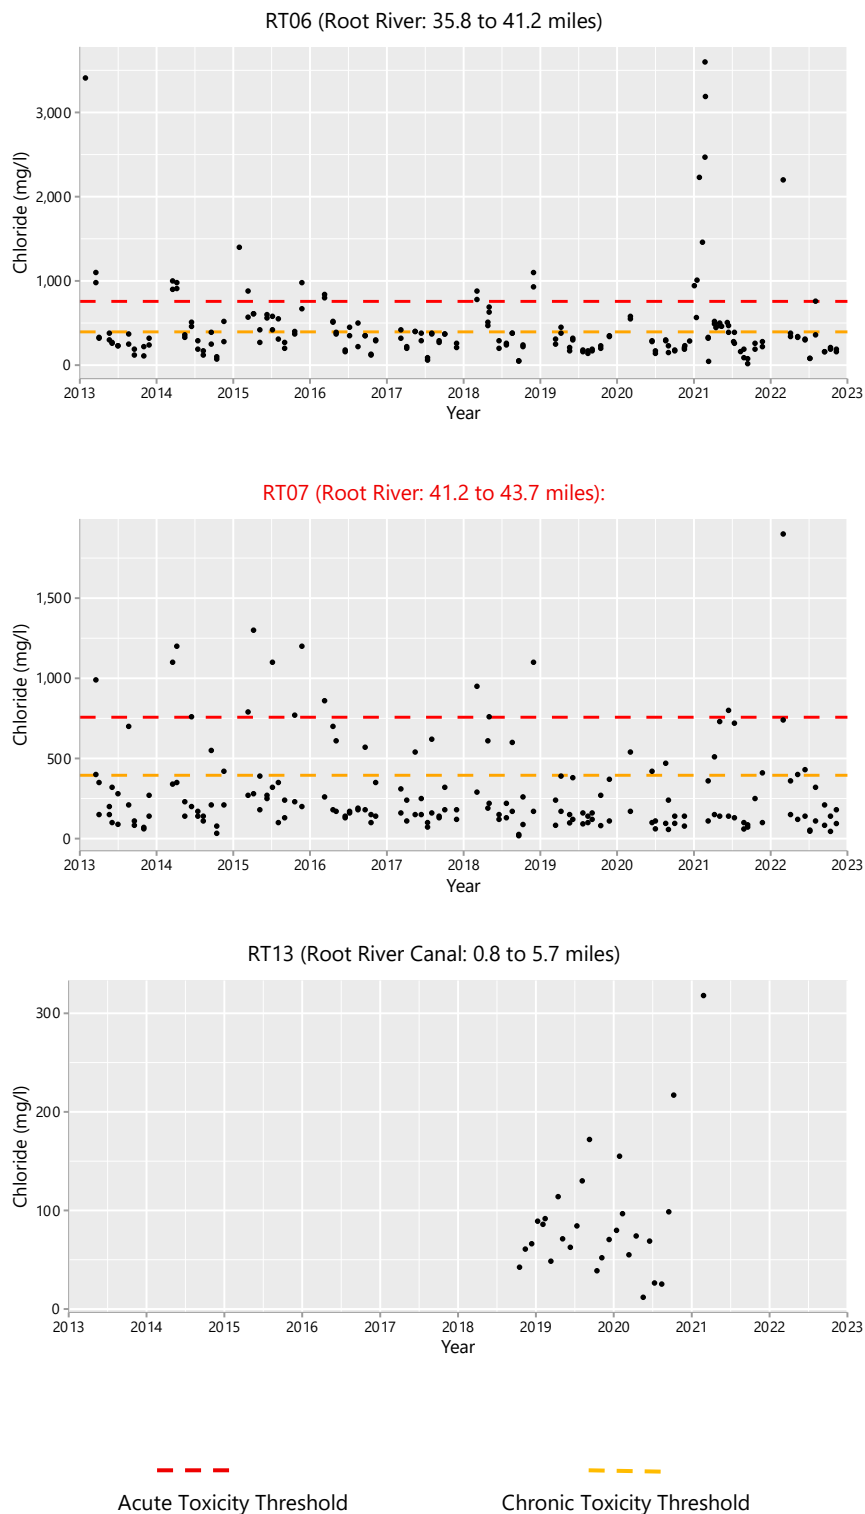 RT06 (Root River: 35.8 to 41.2 miles)
Chloride (mg/l)
3,000
2,000
1,000
0
2013 2014 2015 2016 2017 2018 2019 2020 2021 2022 2023
Year
RT07 (Root River: 41.2 to 43.7 miles):
Chloride (mg/l)
1,500
1,000
500
0
2013 2014 2015 2016 2017 2018 2019 2020 2021 2022 2023
Year
RT13 (Root River Canal: 0.8 to 5.7 miles)
Chloride (mg/l)
300
200
100
0
2013 2014 2015 2016 2017 2018 2019 2020 2021 2022 2023
Year
Acute Toxicity Threshold Chronic Toxicity Threshold